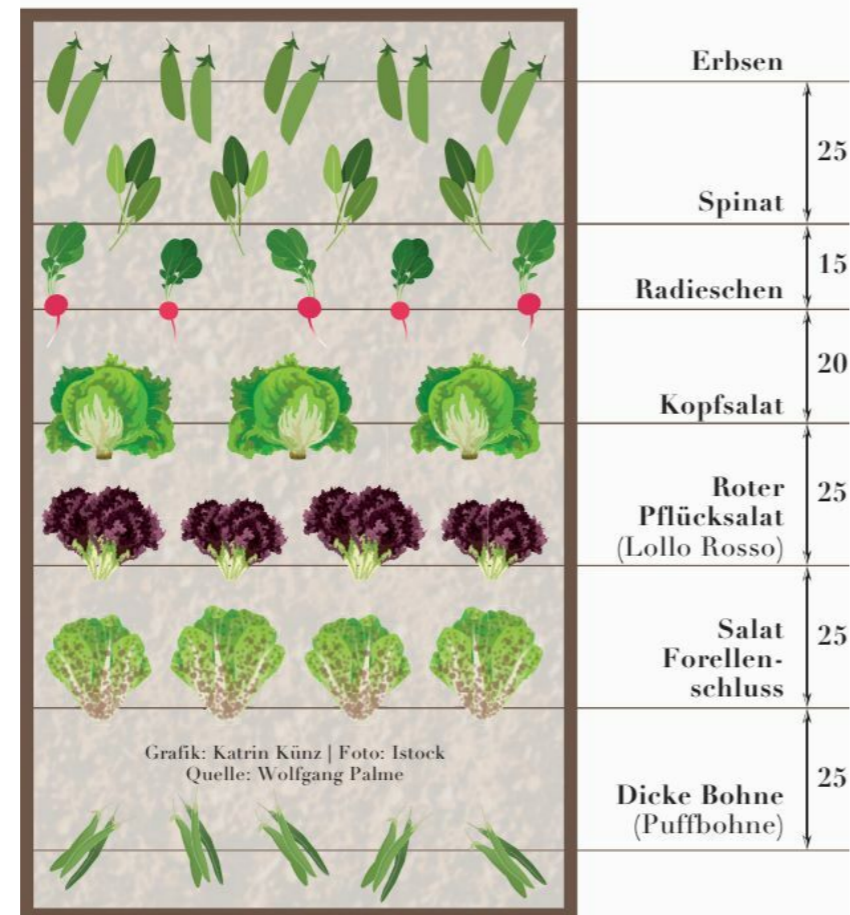 Erbsen
25
Spinat
15
Radieschen
20
Kopfsalat
25
Roter
Pflücksalat
(Lollo Rosso)
25
Salat
Forellen-
schluss
Grafik: Katrin Künz | Foto: Istock
Quelle: Wolfgang Palme
25
Dicke Bohne
(Puffbohne)